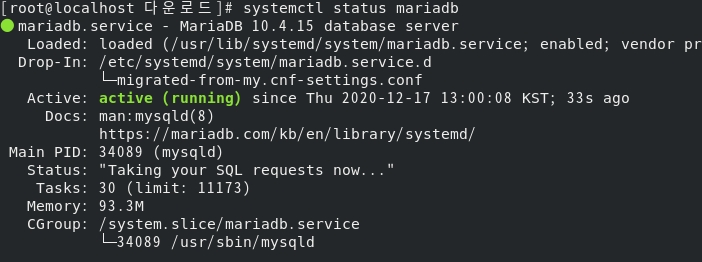 [root@localhost 다운로드]# systemctl status mariadb
● mariadb.service - MariaDB 10.4.15 database server
   Loaded: loaded (/usr/lib/systemd/system/mariadb.service; enabled; vendor pr
  Drop-In: /etc/systemd/system/mariadb.service.d
           └─migrated-from-my.cnf-settings.conf
   Active: active (running) since Thu 2020-12-17 13:00:08 KST; 33s ago
     Docs: man:mysqld(8)
           https://mariadb.com/kb/en/library/systemd/
 Main PID: 34089 (mysqld)
   Status: "Taking your SQL requests now..."
    Tasks: 30 (limit: 11173)
   Memory: 93.3M
   CGroup: /system.slice/mariadb.service
           └─34089 /usr/sbin/mysqld